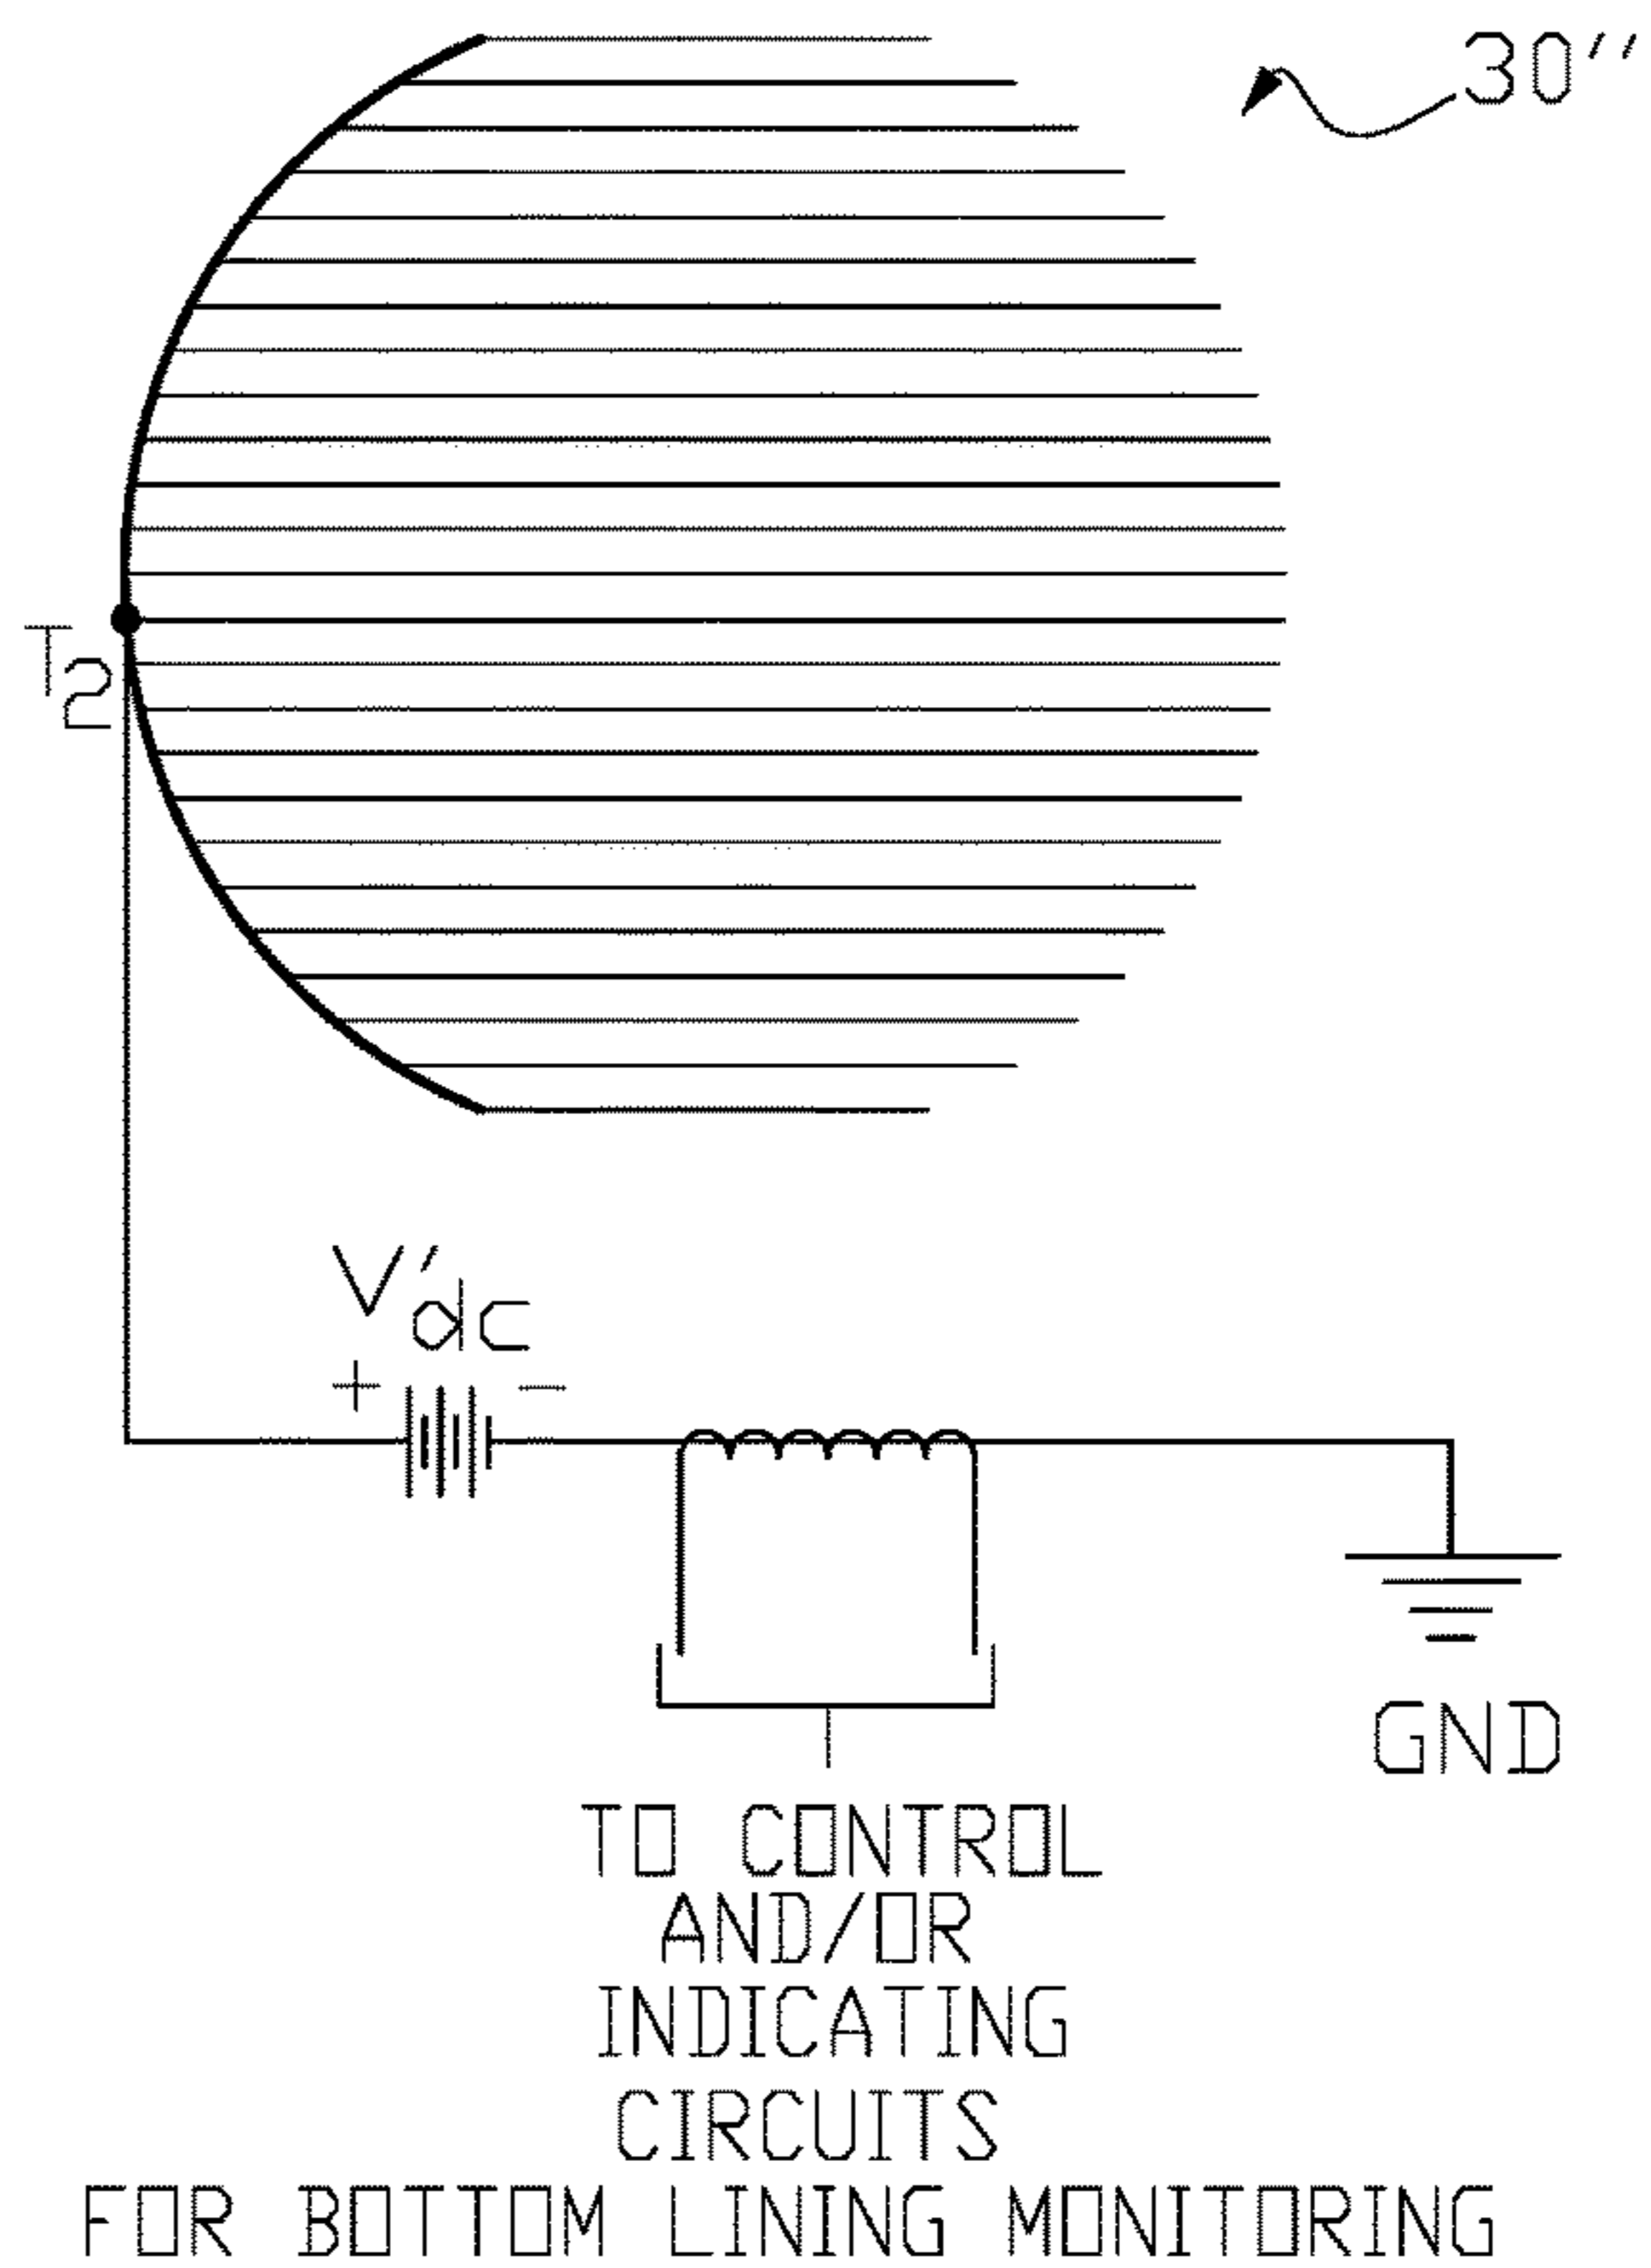 30''
T2
V'dc
+ -
GND
TO CONTROL
AND/OR
INDICATING
CIRCUITS
FOR BOTTOM LINING MONITORING